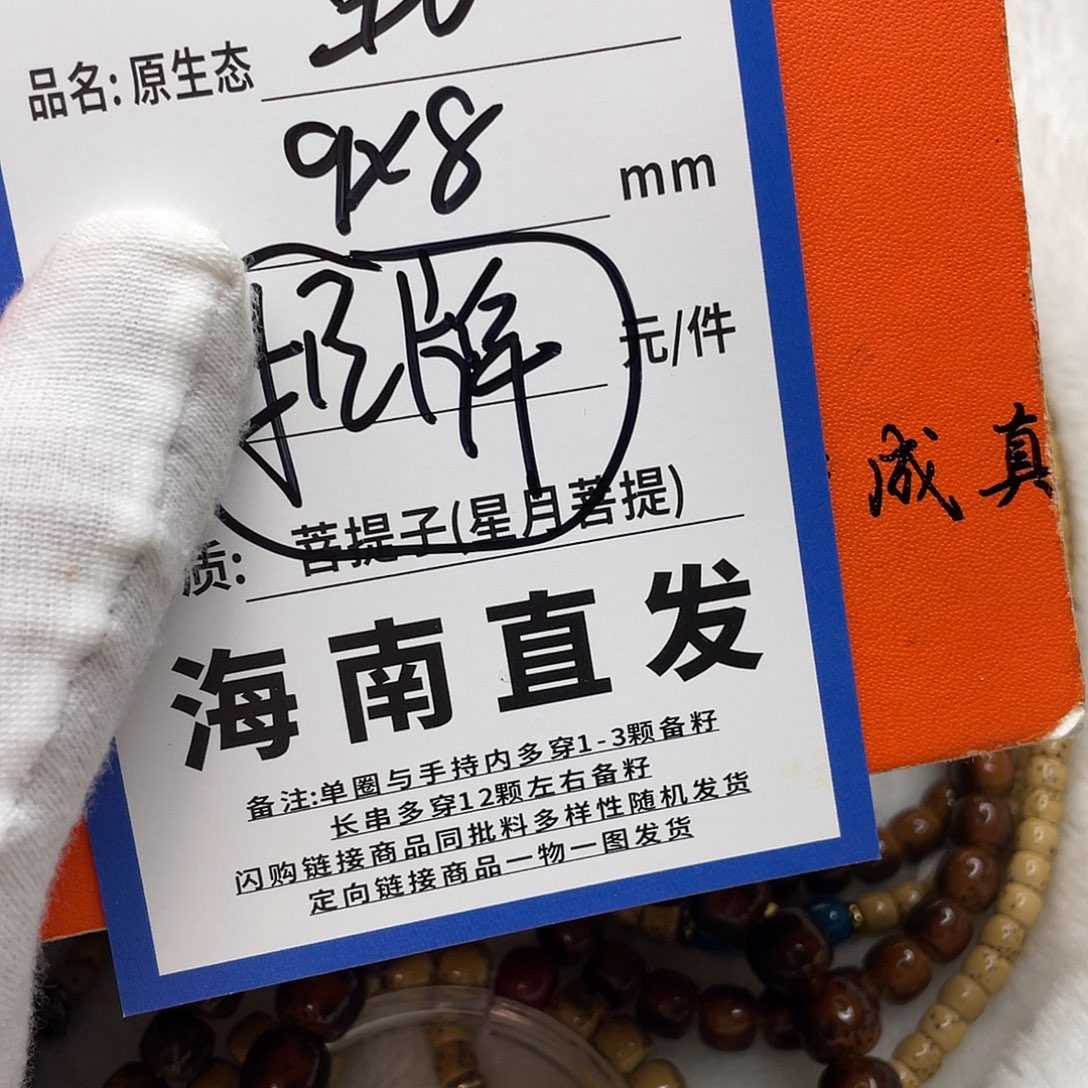 品名: 原生态
9x8 mm
招牌 元/件
质: 菩提子(星月菩提)
海南直发
备注:单圈与手持内多穿1-3颗备籽
长串多穿12颗左右备籽
闪购链接商品同批料多样性随机发货
定向链接商品一物一图发货
成真